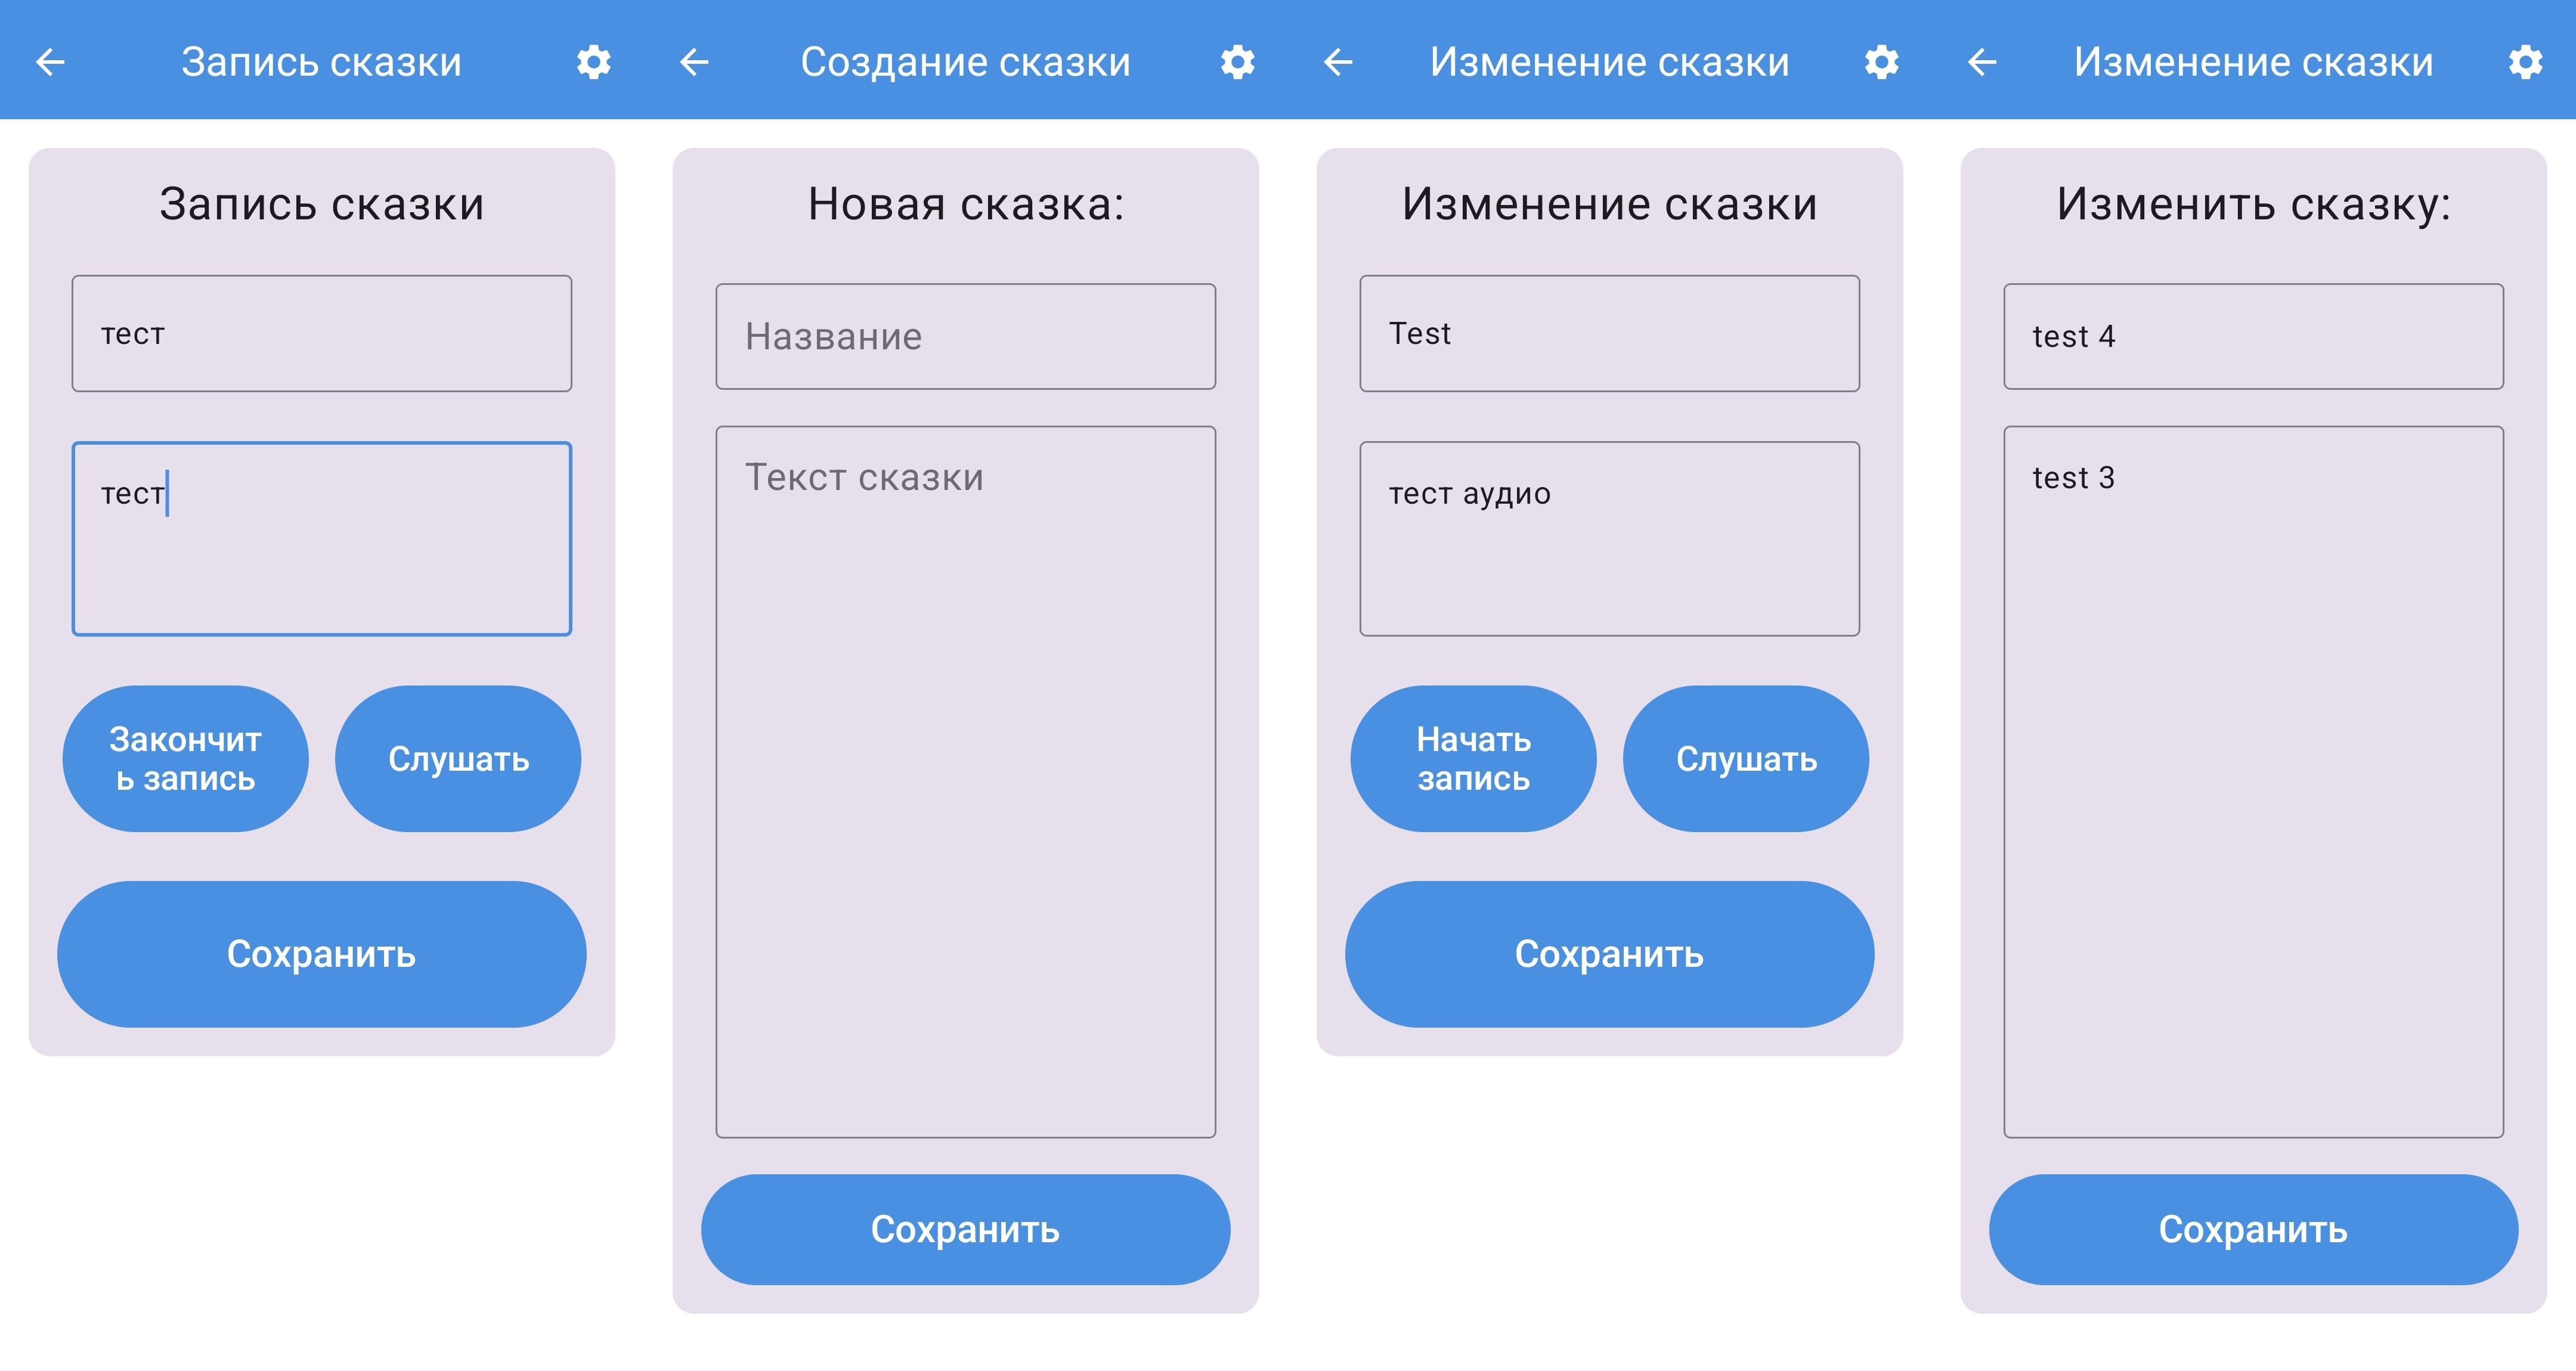 Запись сказки
Запись сказки
тест
тест
Закончит
ь запись
Слушать
Сохранить
Создание сказки
Новая сказка:
Название
Текст сказки
Сохранить
Изменение сказки
Изменение сказки
Test
тест аудио
Начать
запись
Слушать
Сохранить
Изменение сказки
Изменить сказку:
test 4
test 3
Сохранить